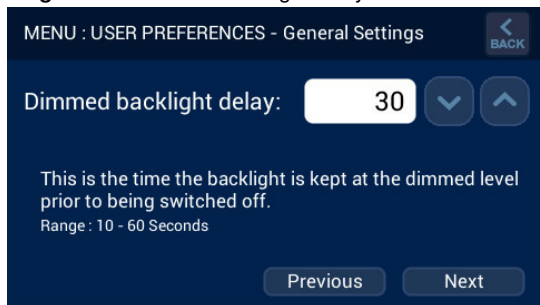 MENU : USER PREFERENCES - General Settings
BACK
Dimmed backlight delay:
30
This is the time the backlight is kept at the dimmed level
prior to being switched off.
Range : 10 - 60 Seconds
Previous
Next